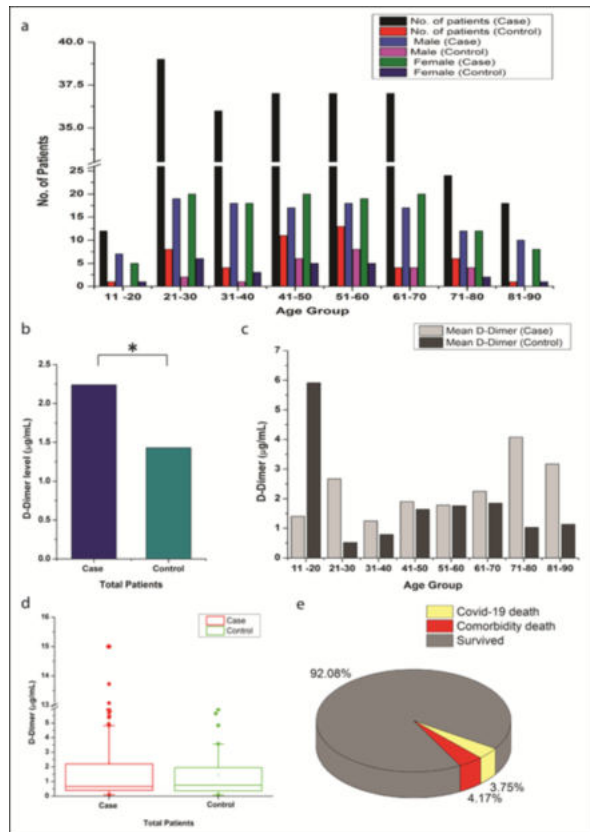 a
No. of patients (Case)
No. of patients (Control)
Male (Case)
Male (Control)
Female (Case)
Female (Control)
No. of Patients
40.0
37.5
35.0
25
20
15
10
5
0
11 -20 21-30 31-40 41-50 51-60 61-70 71-80 81-90
Age Group
b
*
D-Dimer level (µg/mL)
2.5
2.0
1.5
1.0
0.5
0.0
Case Control
Total Patients
c
Mean D-Dimer (Case)
Mean D-Dimer (Control)
D-Dimer (µg/mL)
7
6
5
4
3
2
1
0
11 -20 21-30 31-40 41-50 51-60 61-70 71-80 81-90
Age Group
d
Case
Control
D-Dimer (µg/mL)
16
15
14
13
5
4
3
2
1
0
Case Control
Total Patients
e
Covid-19 death
Comorbidity death
Survived
92.08%
3.75%
4.17%